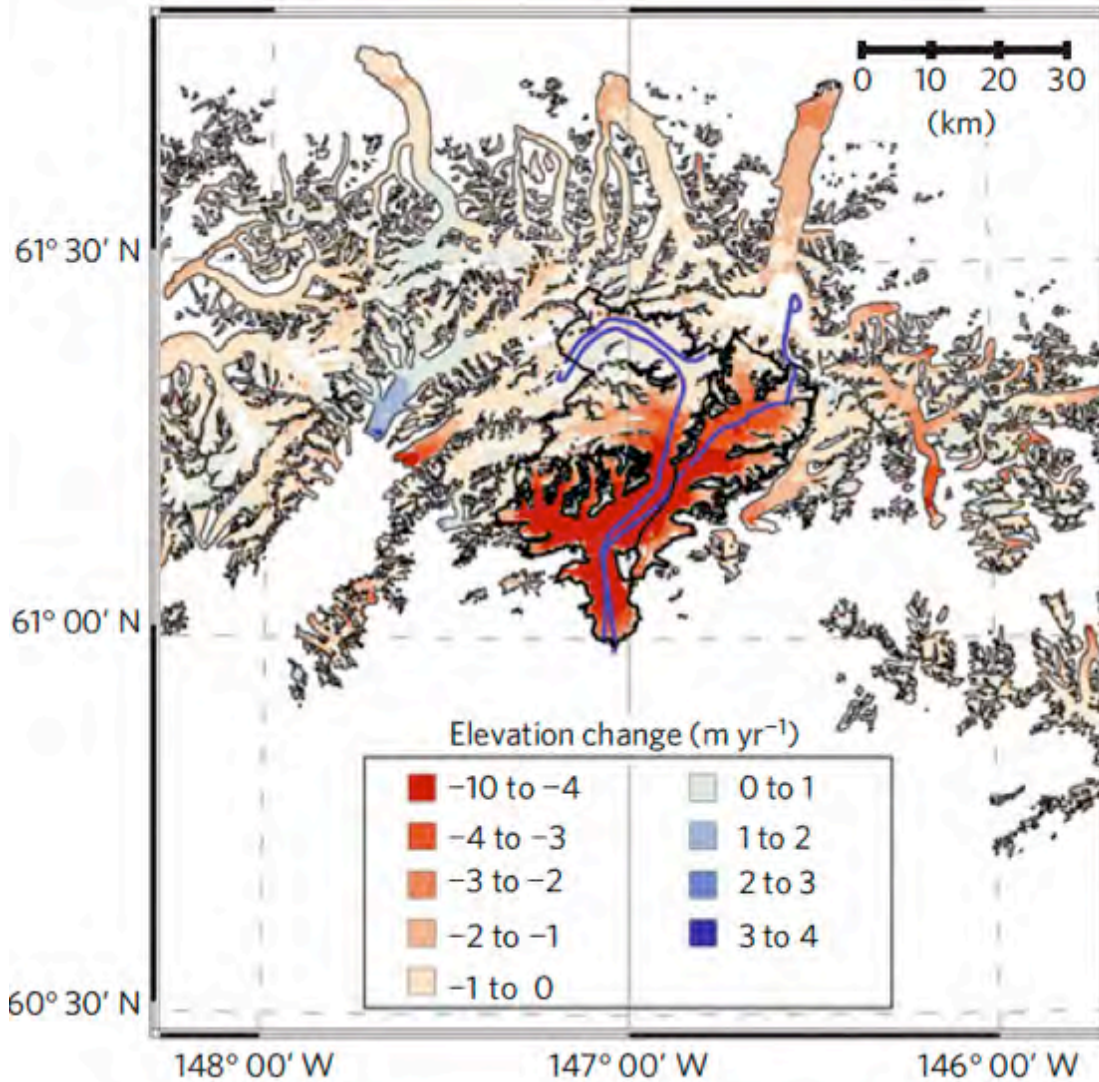 0 10 20 30
(km)
61° 30′ N
61° 00′ N
Elevation change (m yr⁻¹)
−10 to −4
0 to 1
−4 to −3
1 to 2
−3 to −2
2 to 3
−2 to −1
3 to 4
−1 to 0
60° 30′ N
148° 00′ W 147° 00′ W 146° 00′ W